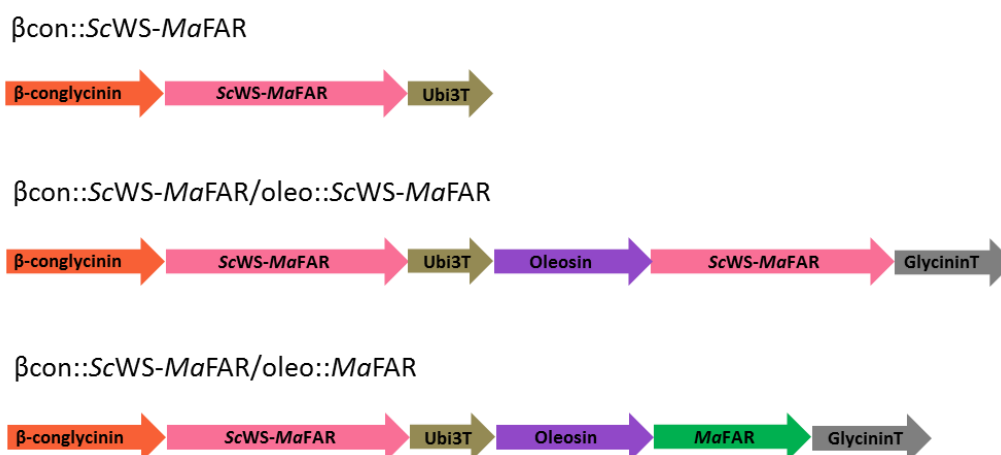 βcon::ScWS-MaFAR
β-conglycinin ScWS-MaFAR Ubi3T
βcon::ScWS-MaFAR/oleo::ScWS-MaFAR
β-conglycinin ScWS-MaFAR Ubi3T Oleosin ScWS-MaFAR GlycininT
βcon::ScWS-MaFAR/oleo::MaFAR
β-conglycinin ScWS-MaFAR Ubi3T Oleosin MaFAR GlycininT